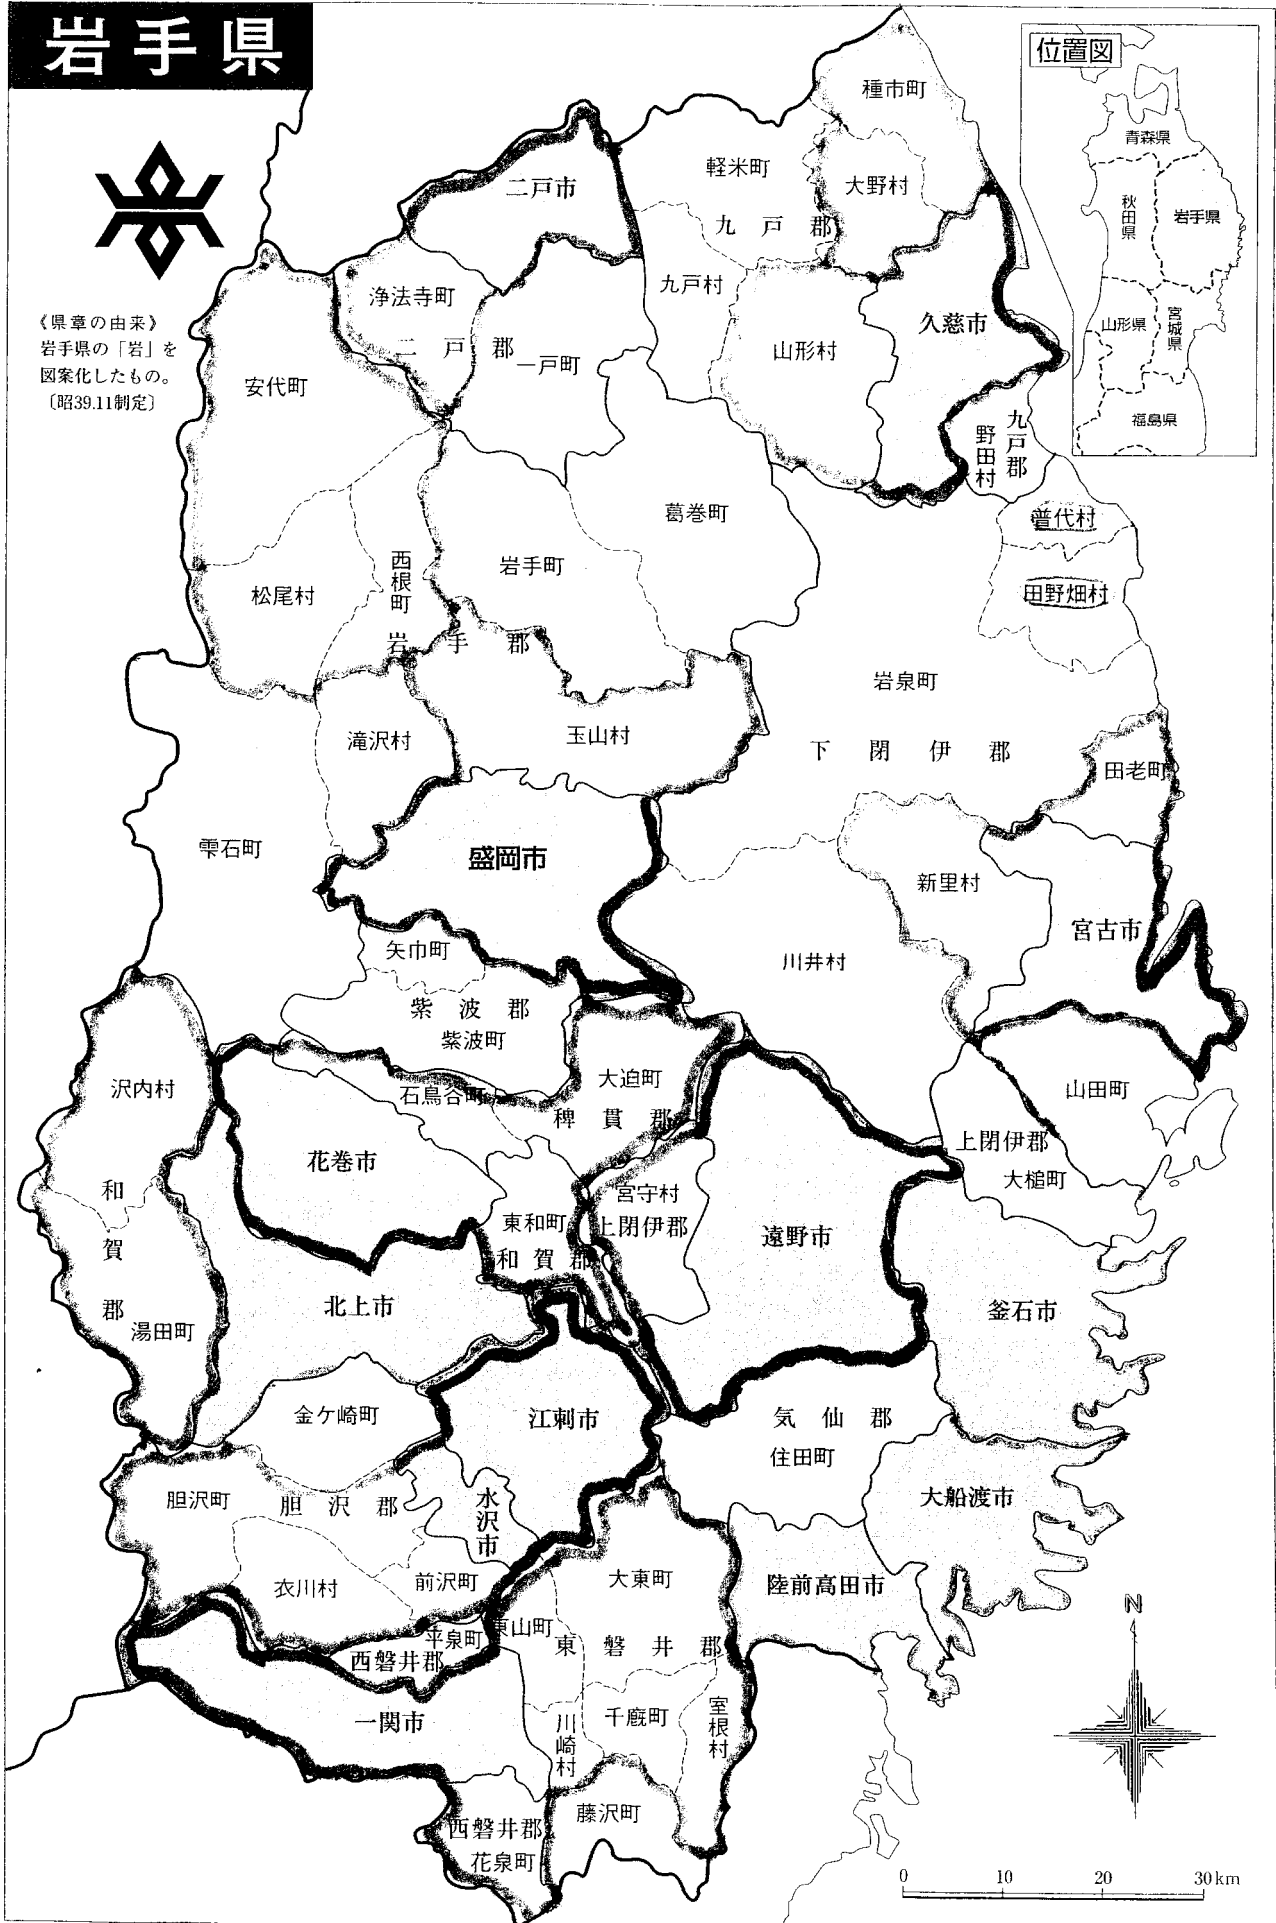 岩手県
位置図
青森県
秋田県
岩手県
山形県
宮城県
福島県
《県章の由来》
岩手県の「岩」を
図案化したもの。
〔昭39.11制定〕
種市町
軽米町
大野村
二戸市
九戸郡
九戸村
浄法寺町
二戸郡
一戸町
山形村
久慈市
安代町
九戸郡
野田村
葛巻町
普代村
田野畑村
西根町
岩手町
松尾村
岩手郡
岩泉町
滝沢村
玉山村
下閉伊郡
田老町
雫石町
盛岡市
新里村
宮古市
矢巾町
川井村
紫波郡
紫波町
沢内村
石鳥谷町
大迫町
稗貫郡
山田町
上閉伊郡
大槌町
花巻市
和賀郡
宮守村
上閉伊郡
東和町
和賀郡
遠野市
湯田町
北上市
釜石市
金ケ崎町
江刺市
気仙郡
住田町
胆沢町
胆沢郡
水沢市
大船渡市
衣川村
前沢町
大東町
陸前高田市
平泉町
西磐井郡
東山町
東磐井郡
N
一関市
川崎村
千厩町
室根村
西磐井郡
花泉町
藤沢町
0 10 20 30km